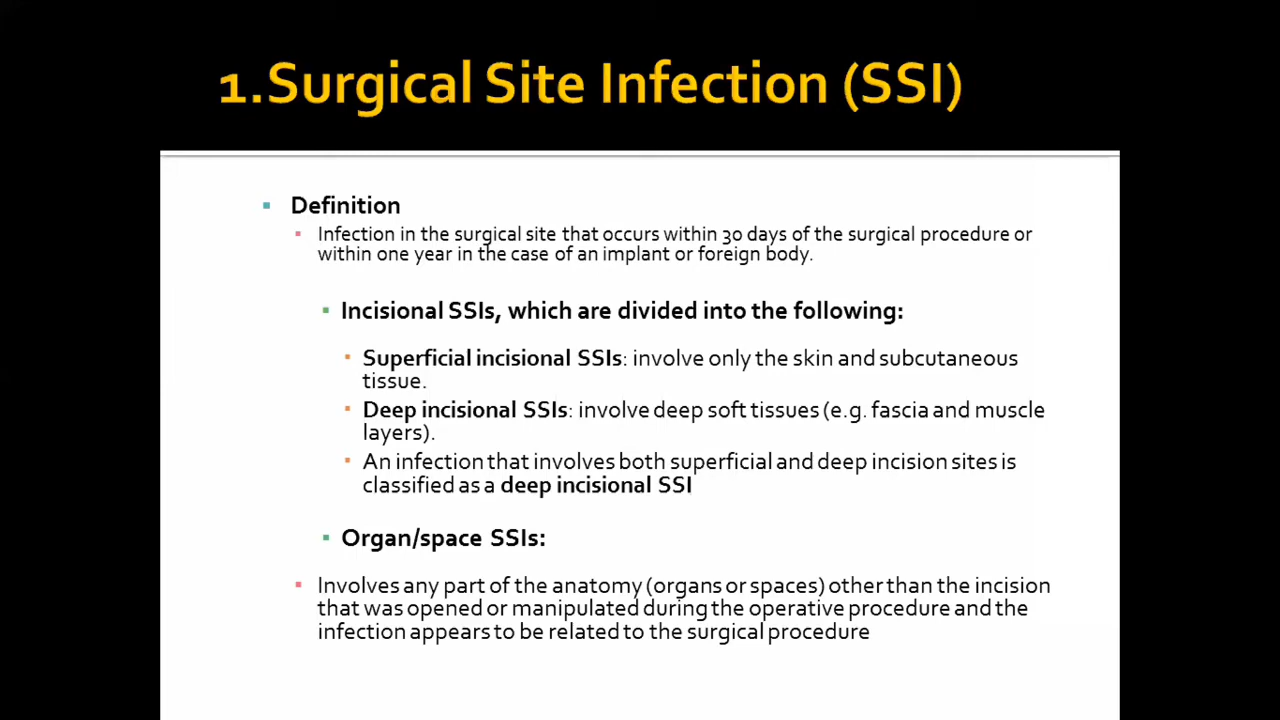 1.Surgical Site Infection (SSI)
Definition
Infection in the surgical site that occurs within 30 days of the surgical procedure or
within one year in the case of an implant or foreign body.
Incisional SSIs, which are divided into the following:
Superficial incisional SSIs: involve only the skin and subcutaneous
tissue.
Deep incisional SSIs: involve deep soft tissues (e.g. fascia and muscle
layers).
An infection that involves both superficial and deep incision sites is
classified as a deep incisional SSI
Organ/space SSIs:
Involves any part of the anatomy (organs or spaces) other than the incision
that was opened or manipulated during the operative procedure and the
infection appears to be related to the surgical procedure